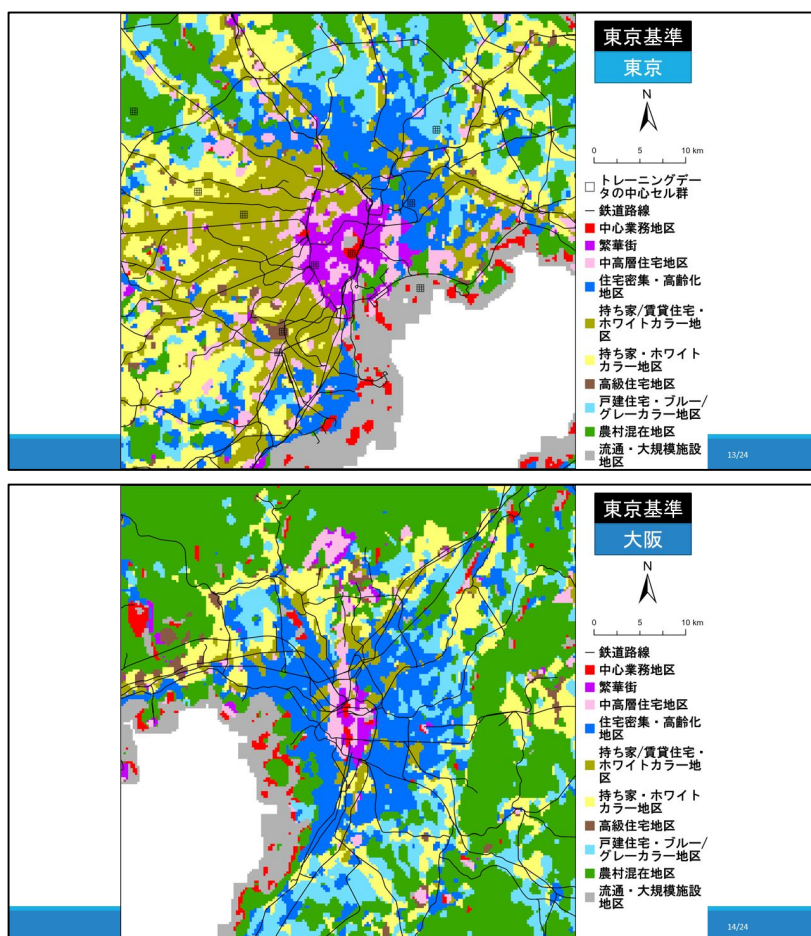 東京基準
東京
N
0 5 10 km
トレーニングデー
タの中心セル群
鉄道路線
中心業務地区
繁華街
中高層住宅地区
住宅密集・高齢化
地区
持ち家/賃貸住宅・
ホワイトカラー地
区
持ち家・ホワイト
カラー地区
高級住宅地区
戸建住宅・ブルー/
グレーカラー地区
農村混在地区
流通・大規模施設
地区
13/24
東京基準
大阪
N
0 5 10 km
鉄道路線
中心業務地区
繁華街
中高層住宅地区
住宅密集・高齢化
地区
持ち家/賃貸住宅・
ホワイトカラー地
区
持ち家・ホワイト
カラー地区
高級住宅地区
戸建住宅・ブルー/
グレーカラー地区
農村混在地区
流通・大規模施設
地区
14/24